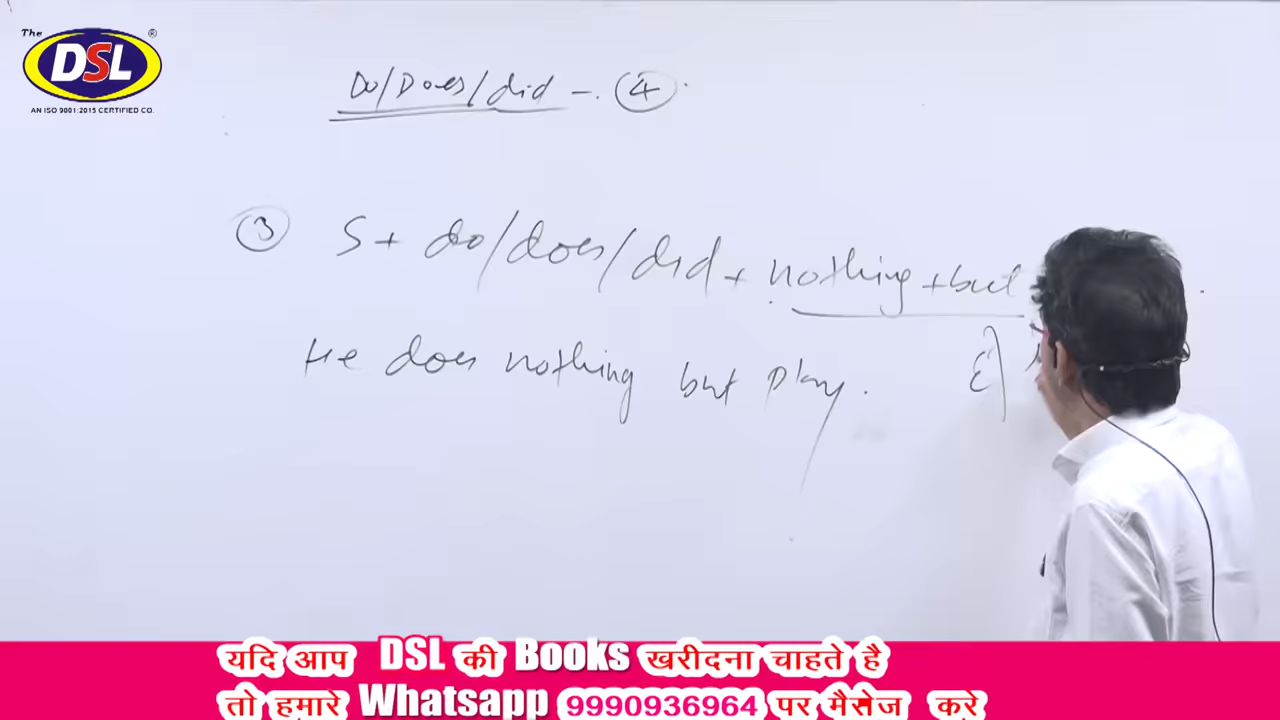 The
DSL ®
AN ISO 9001:2015 CERTIFIED CO.
Do/Does/did - . ④ .
③ S + do/does/did + nothing + but
He does nothing but play.
यदि आप DSL की Books खरीदना चाहते है
तो हमारे Whatsapp 9990936964 पर मैसेज करे